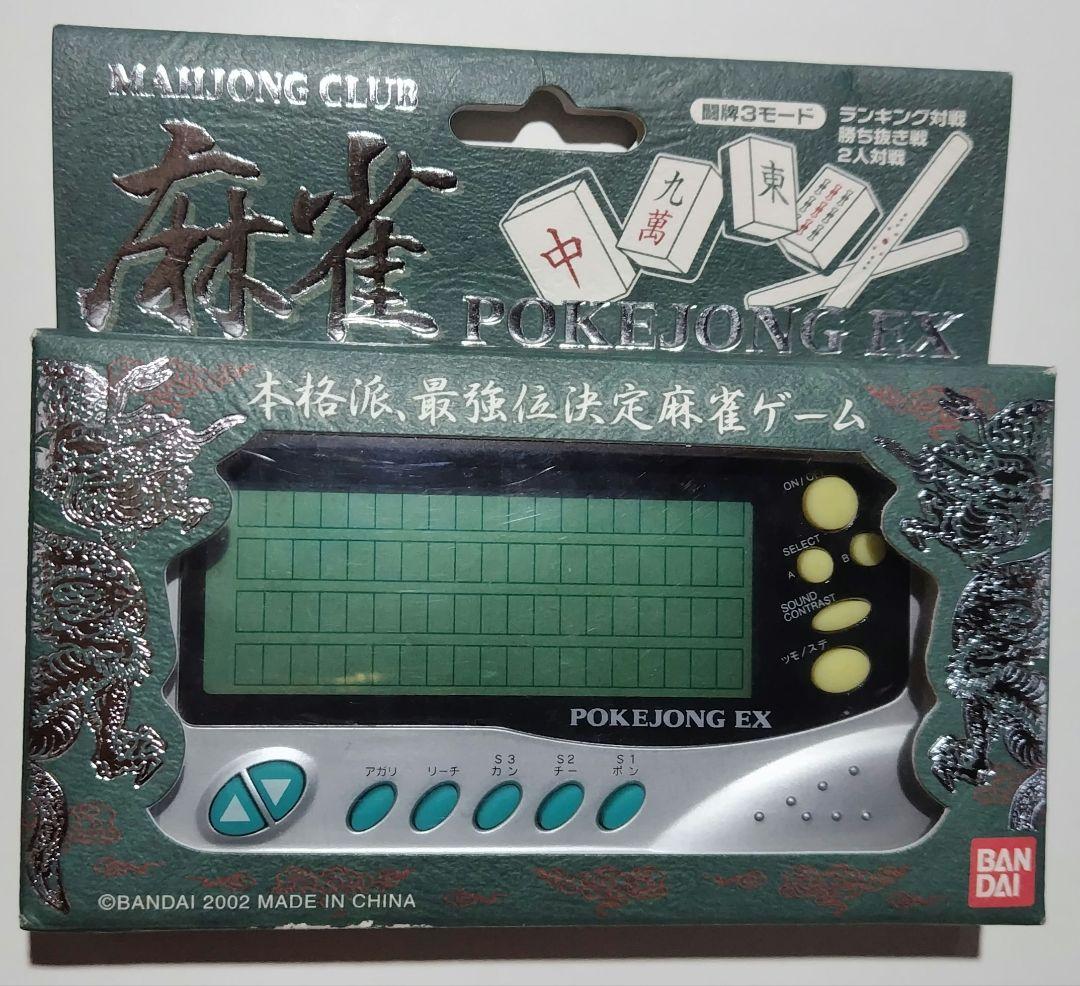 MAHJONG CLUB
麻雀
闘牌3モード
ランキング対戦
勝ち抜き戦
2人対戦
中
九
萬
東
POKEJONG EX
本格派、最強位決定麻雀ゲーム
ON/O
SELECT
A
B
SOUND
CONTRAST
ツモ/ステ
POKEJONG EX
アガリ
リーチ
S3
カン
S2
チー
S1
ポン
©BANDAI 2002 MADE IN CHINA
BAN
DAI